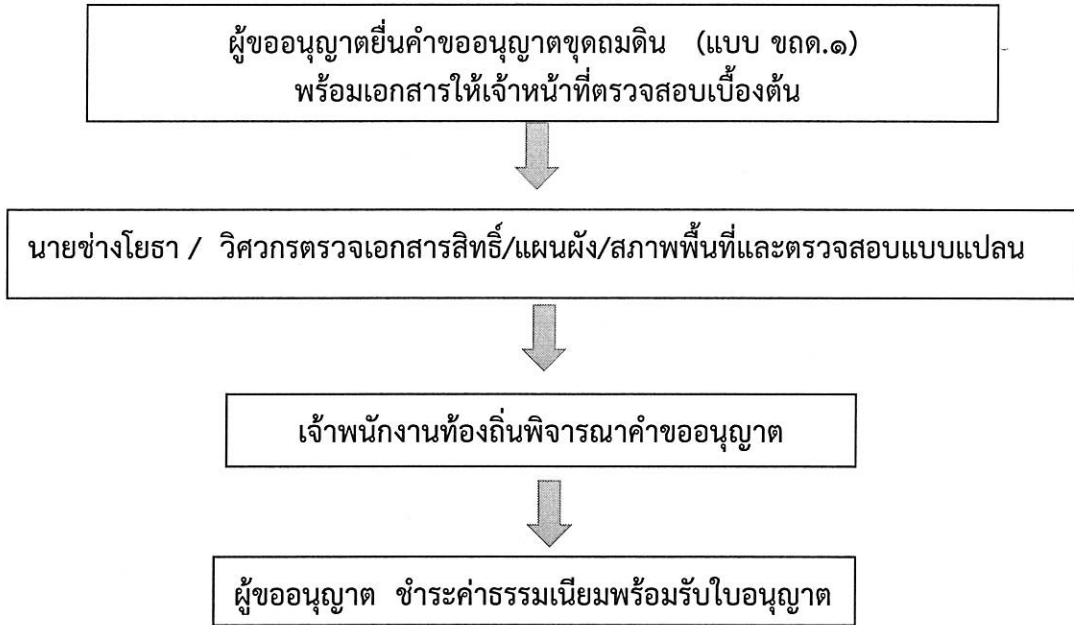 ผู้ขออนุญาตยื่นคำขออนุญาตขุดถมดิน (แบบ ขถด.๑)
พร้อมเอกสารให้เจ้าหน้าที่ตรวจสอบเบื้องต้น
นายช่างโยธา / วิศวกรตรวจเอกสารสิทธิ์/แผนผัง/สภาพพื้นที่และตรวจสอบแบบแปลน
เจ้าพนักงานท้องถิ่นพิจารณาคำขออนุญาต
ผู้ขออนุญาต ชำระค่าธรรมเนียมพร้อมรับใบอนุญาต